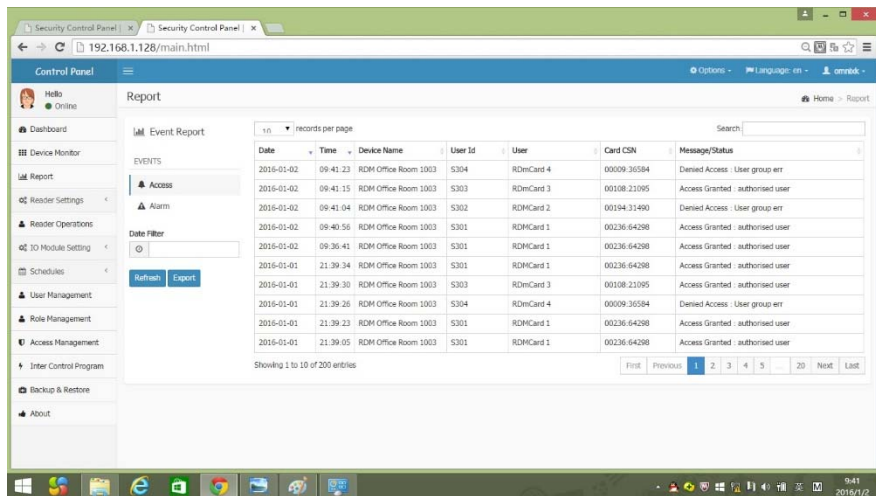 Security Control Panel |
Security Control Panel |
192.168.1.128/main.html
Control Panel
Options
Language: en
Hello
Online
Report
Home > Report
Dashboard
Device Monitor
Report
Reader Settings
Reader Operations
IO Module Setting
Schedules
User Management
Role Management
Access Management
Inter Control Program
Backup & Restore
About
Event Report
EVENTS
Access
Alarm
Date Filter
Refresh Export
10 records per page
Search
Date Time Device Name User Id User Card CSN Message/Status
2016-01-02 09:41:23 RDM Office Room 1003 S304 RDmCard 4 00009:36584 Denied Access : User group err
2016-01-02 09:41:15 RDM Office Room 1003 S303 RDmCard 3 00108:21095 Access Granted : authorised user
2016-01-02 09:41:04 RDM Office Room 1003 S302 RDMCard 2 00194:31490 Denied Access : User group err
2016-01-02 09:40:56 RDM Office Room 1003 S301 RDMCard 1 00236:64298 Access Granted : authorised user
2016-01-02 09:36:41 RDM Office Room 1003 S301 RDMCard 1 00236:64298 Access Granted : authorised user
2016-01-01 21:39:34 RDM Office Room 1003 S301 RDMCard 1 00236:64298 Access Granted : authorised user
2016-01-01 21:39:30 RDM Office Room 1003 S303 RDmCard 3 00108:21095 Access Granted : authorised user
2016-01-01 21:39:26 RDM Office Room 1003 S304 RDmCard 4 00009:36584 Denied Access : User group err
2016-01-01 21:39:23 RDM Office Room 1003 S301 RDMCard 1 00236:64298 Access Granted : authorised user
2016-01-01 21:39:05 RDM Office Room 1003 S301 RDMCard 1 00236:64298 Access Granted : authorised user
Showing 1 to 10 of 200 entries
First Previous 1 2 3 4 5 ... 20 Next Last
英
9:41
2016/1/2